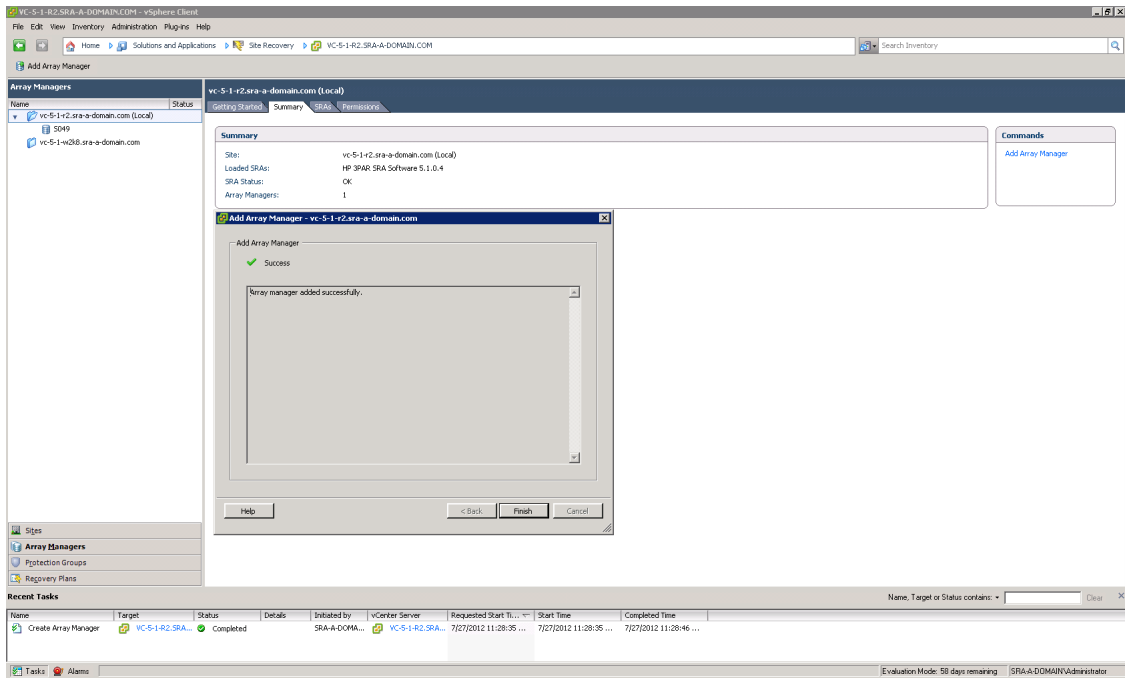 VC-5-1-R2.SRA-A-DOMAIN.COM - vSphere Client
File Edit View Inventory Administration Plug-ins Help
Home Solutions and Applications Site Recovery VC-5-1-R2.SRA-A-DOMAIN.COM Search Inventory
Add Array Manager
Array Managers
Name Status
vc-5-1-r2.sra-a-domain.com (Local)
S049
vc-5-1-w2k8.sra-a-domain.com
vc-5-1-r2.sra-a-domain.com (Local)
Getting Started Summary SRAs Permissions
Summary
Site: vc-5-1-r2.sra-a-domain.com (Local)
Loaded SRAs: HP 3PAR SRA Software 5.1.0.4
SRA Status: OK
Array Managers: 1
Commands
Add Array Manager
Add Array Manager - vc-5-1-r2.sra-a-domain.com
Add Array Manager
Success
Array manager added successfully.
Help < Back Finish Cancel
Sites
Array Managers
Protection Groups
Recovery Plans
Recent Tasks Name, Target or Status contains: Clear
Name Target Status Details Initiated by vCenter Server Requested Start Ti... Start Time Completed Time
Create Array Manager VC-5-1-R2.SRA... Completed SRA-A-DOMA... VC-5-1-R2.SRA... 7/27/2012 11:28:35 ... 7/27/2012 11:28:35 ... 7/27/2012 11:28:46 ...
Tasks Alarms Evaluation Mode: 58 days remaining SRA-A-DOMAIN\Administrator